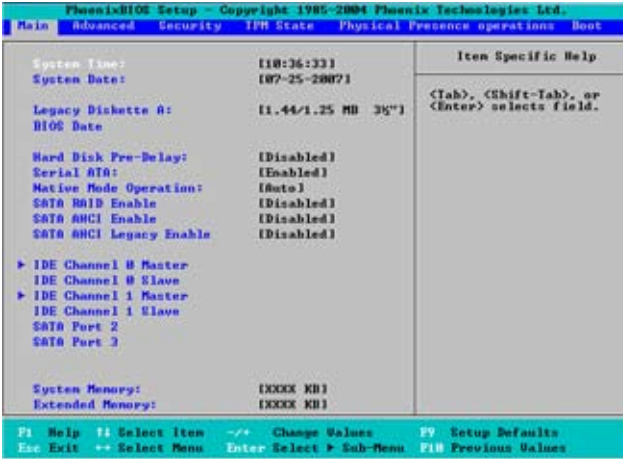 PhoenixBIOS Setup - Copyright 1985-2004 Phoenix Technologies Ltd.
Main Advanced Security TPM State Physical Presence operations Boot
System Time: [10:36:33]
System Date: [07-25-2007]
Legacy Diskette A: [1.44/1.25 MB 3½"]
BIOS Date
Hard Disk Pre-Delay: [Disabled]
Serial ATA: [Enabled]
Native Mode Operation: [Auto]
SATA RAID Enable [Disabled]
SATA AHCI Enable [Disabled]
SATA AHCI Legacy Enable [Disabled]
▶ IDE Channel 0 Master
IDE Channel 0 Slave
▶ IDE Channel 1 Master
IDE Channel 1 Slave
SATA Port 2
SATA Port 3
System Memory: [XXXX KB]
Extended Memory: [XXXX KB]
Item Specific Help
<Tab>, <Shift-Tab>, or
<Enter> selects field.
F1 Help ↑↓ Select Item -/+ Change Values F9 Setup Defaults
Esc Exit ↔ Select Menu Enter Select ▶ Sub-Menu F10 Previous Values